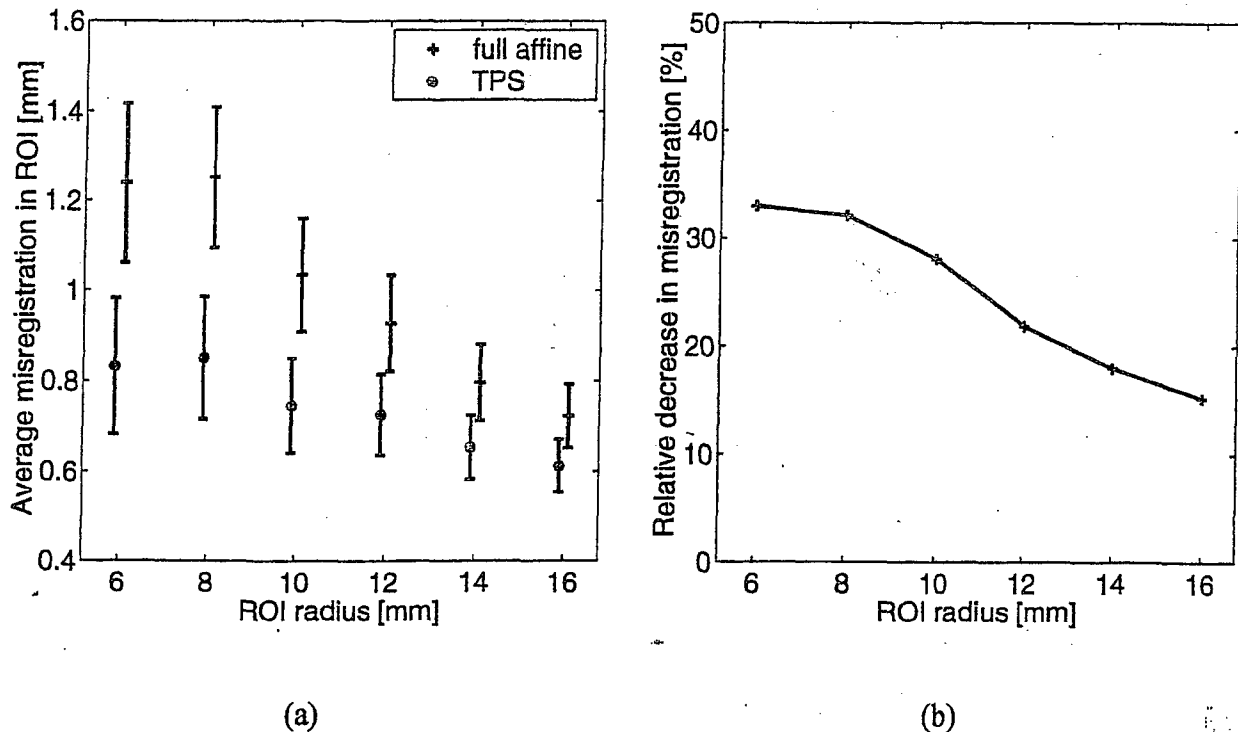 1.6
1.4
1.2
1
0.8
0.6
0.4
Average misregistration in ROI [mm]
full affine
TPS
6 8 10 12 14 16
ROI radius [mm]
(a)
50
40
30
20
10
0
Relative decrease in misregistration [%]
6 8 10 12 14 16
ROI radius [mm]
(b)